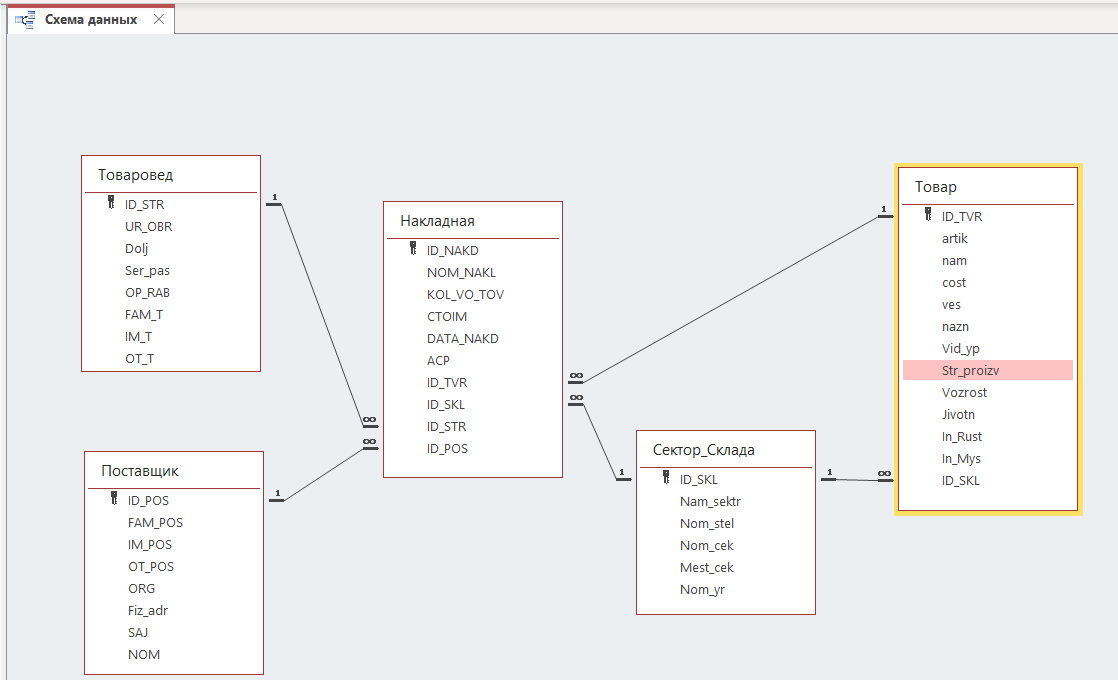 Схема данных
Товаровед
ID_STR
UR_OBR
Dolj
Ser_pas
OP_RAB
FAM_T
IM_T
OT_T
1
∞
Поставщик
ID_POS
FAM_POS
IM_POS
OT_POS
ORG
Fiz_adr
SAJ
NOM
1
∞
Накладная
ID_NAKD
NOM_NAKL
KOL_VO_TOV
CTOIM
DATA_NAKD
ACP
ID_TVR
ID_SKL
ID_STR
ID_POS
∞
∞
1
Сектор_Склада
ID_SKL
Nam_sektr
Nom_stel
Nom_cek
Mest_cek
Nom_yr
1
∞
1
Товар
ID_TVR
artik
nam
cost
ves
nazn
Vid_yp
Str_proizv
Vozrost
Jivotn
In_Rust
In_Mys
ID_SKL